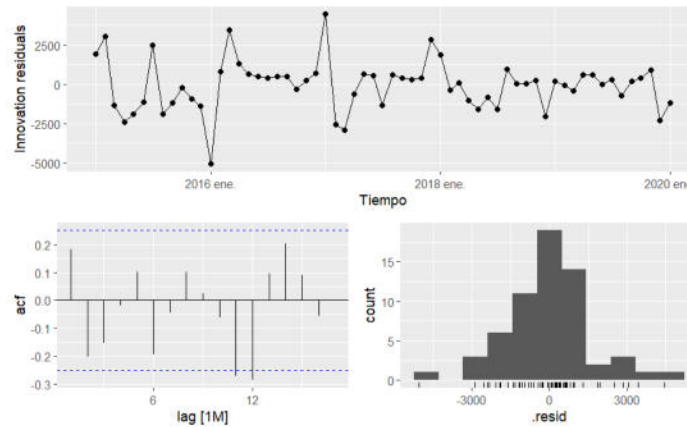 Innovation residuals
2500
0
-2500
-5000
2016 ene.
2018 ene.
2020 ene
Tiempo
acf
0.2
0.1
0.0
-0.1
-0.2
-0.3
6
12
lag [1M]
count
15
10
5
0
-3000
0
3000
.resid